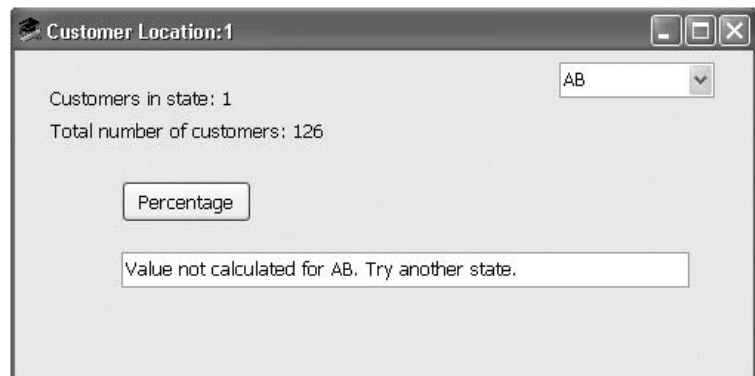 Customer Location:1
AB
Customers in state: 1
Total number of customers: 126
Percentage
Value not calculated for AB. Try another state.